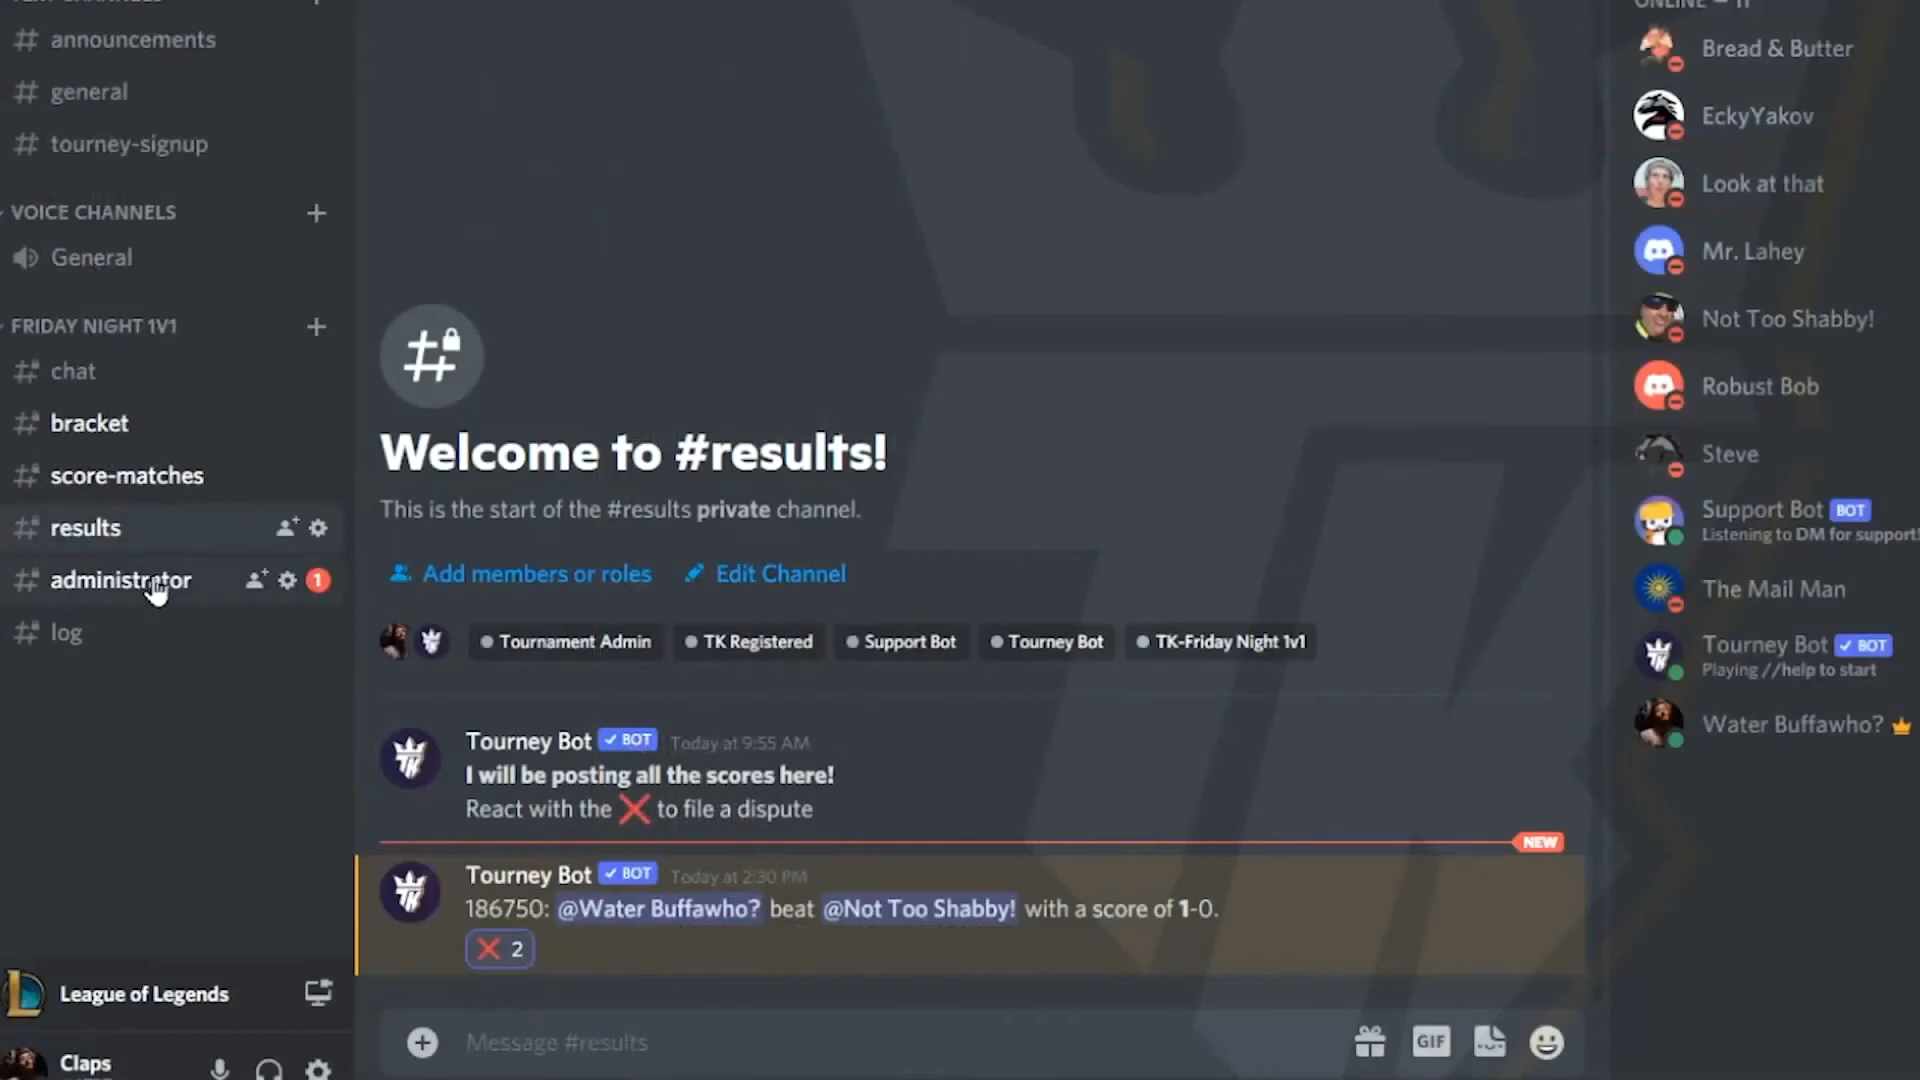 announcements
general
tourney-signup
VOICE CHANNELS
General
FRIDAY NIGHT 1V1
chat
bracket
score-matches
results
administrator
1
log
League of Legends
Claps
Welcome to #results!
This is the start of the #results private channel.
Add members or roles
Edit Channel
Tournament Admin
TK Registered
Support Bot
Tourney Bot
TK-Friday Night 1v1
Tourney Bot ✓ BOT Today at 9:55 AM
I will be posting all the scores here!
React with the ❌ to file a dispute
NEW
Tourney Bot ✓ BOT Today at 2:30 PM
186750: @Water Buffawho? beat @Not Too Shabby! with a score of 1-0.
❌ 2
Message #results
GIF
Bread & Butter
EckyYakov
Look at that
Mr. Lahey
Not Too Shabby!
Robust Bob
Steve
Support Bot BOT
Listening to DM for support!
The Mail Man
Tourney Bot ✓ BOT
Playing //help to start
Water Buffawho?